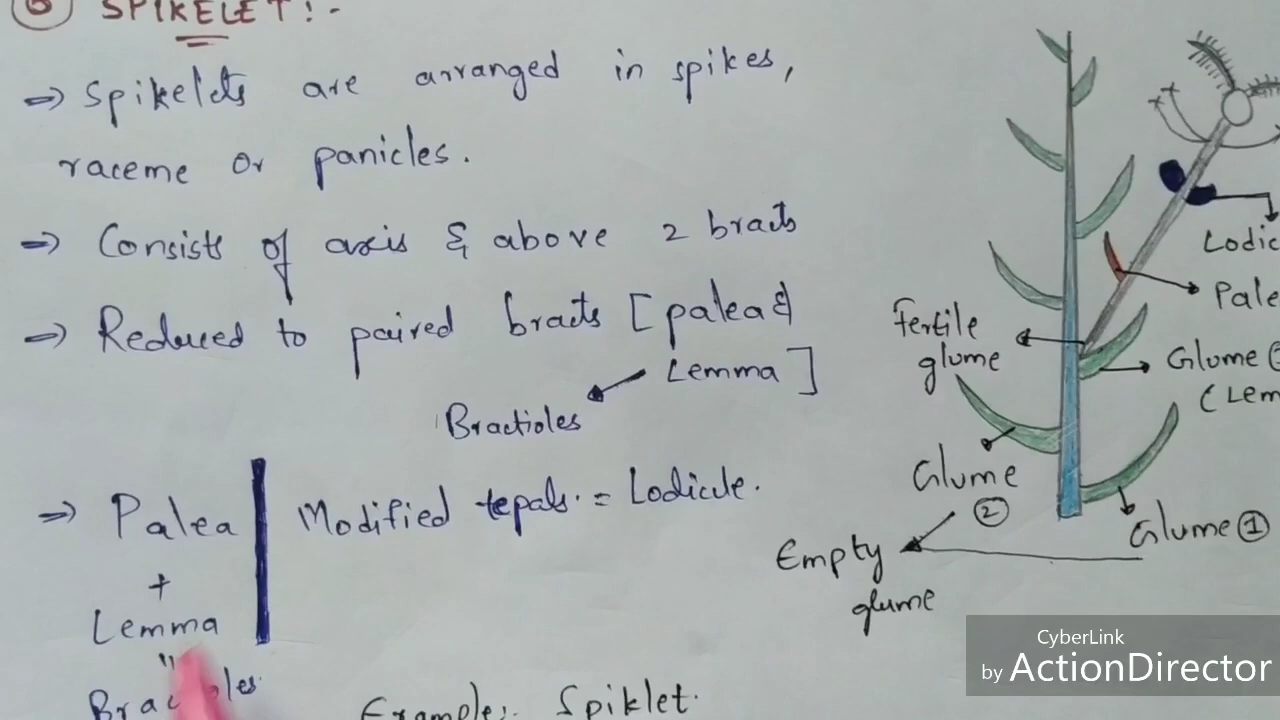 ⑥ SPIKELET:-
⇒ Spikelets are arranged in spikes,
raceme or panicles.
⇒ Consists of axis & above 2 bracts
⇒ Reduced to paired bracts [palea &
Lemma]
Bractioles
⇒ Palea
+
Lemma
"
Modified tepals. = Lodicule.
Example:. Spiklet.
Lodic
Pale
Fertile
glume
Glume
(Lem
Glume
②
Glume ①
Empty
glume
CyberLink
by ActionDirector